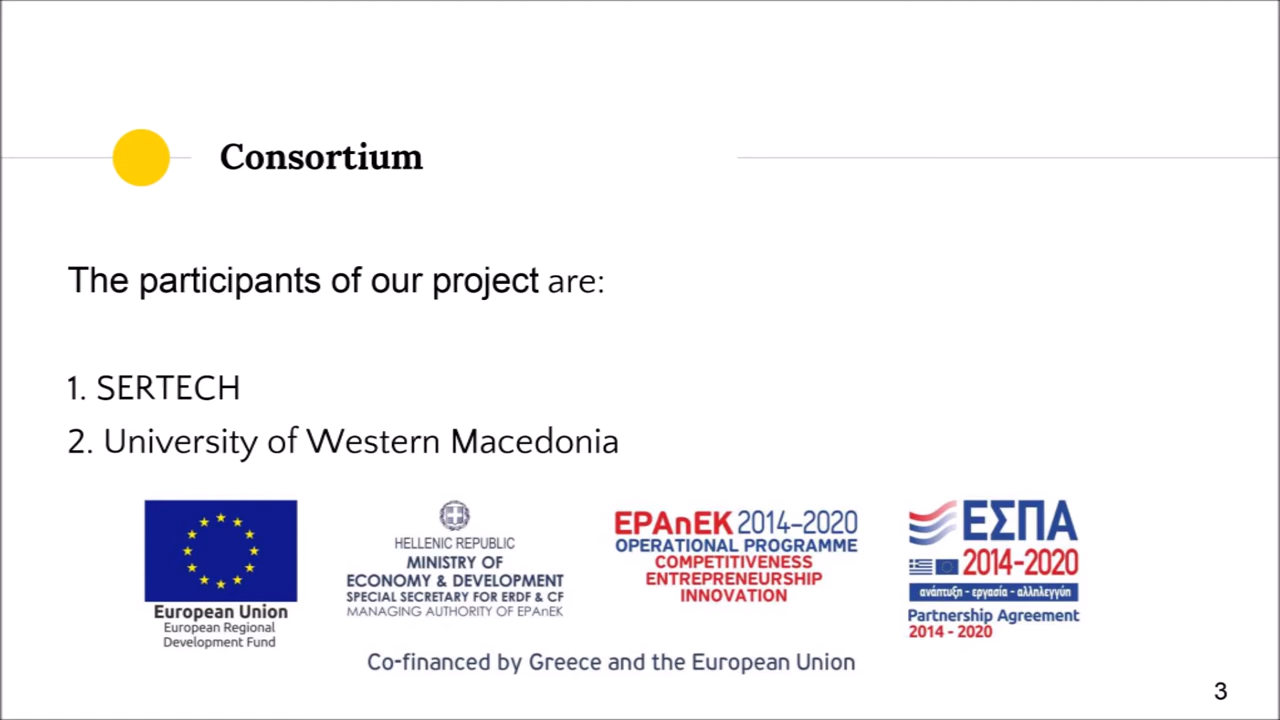 Consortium
The participants of our project are:
1. SERTECH
2. University of Western Macedonia
European Union
European Regional
Development Fund
HELLENIC REPUBLIC
MINISTRY OF
ECONOMY & DEVELOPMENT
SPECIAL SECRETARY FOR ERDF & CF
MANAGING AUTHORITY OF EPAnEK
EPAnEK 2014–2020
OPERATIONAL PROGRAMME
COMPETITIVENESS
ENTREPRENEURSHIP
INNOVATION
ΕΣΠΑ
2014-2020
ανάπτυξη - εργασία - αλληλεγγύη
Partnership Agreement
2014 - 2020
Co-financed by Greece and the European Union
3